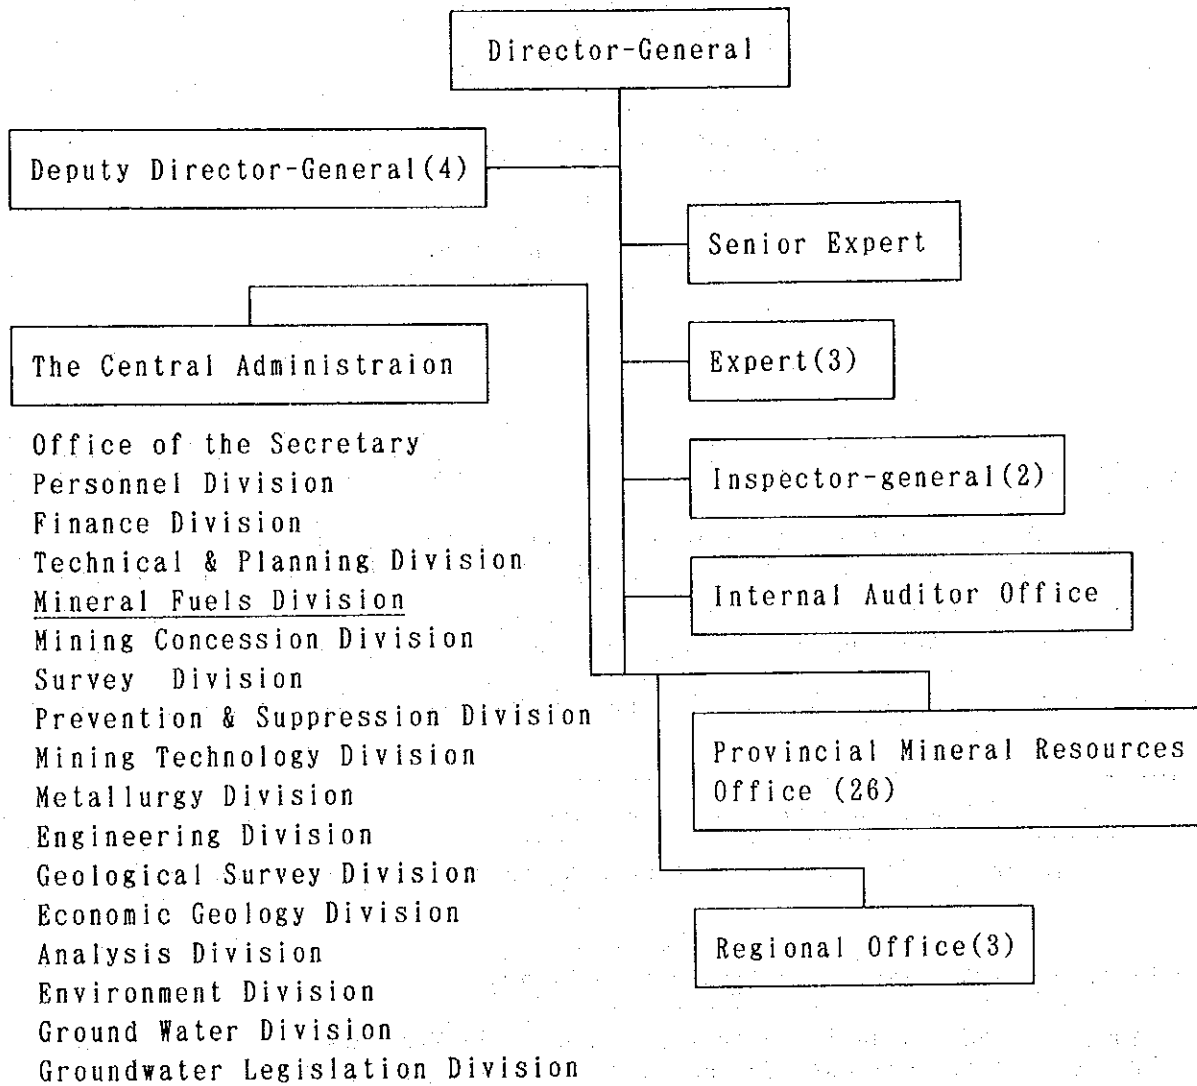 Director-General
Deputy Director-General(4)
Senior Expert
The Central Administraion
Expert(3)
Office of the Secretary
Personnel Division
Finance Division
Technical & Planning Division
Mineral Fuels Division
Mining Concession Division
Survey Division
Prevention & Suppression Division
Mining Technology Division
Metallurgy Division
Engineering Division
Geological Survey Division
Economic Geology Division
Analysis Division
Environment Division
Ground Water Division
Groundwater Legislation Division
Inspector-general(2)
Internal Auditor Office
Provincial Mineral Resources
Office (26)
Regional Office(3)